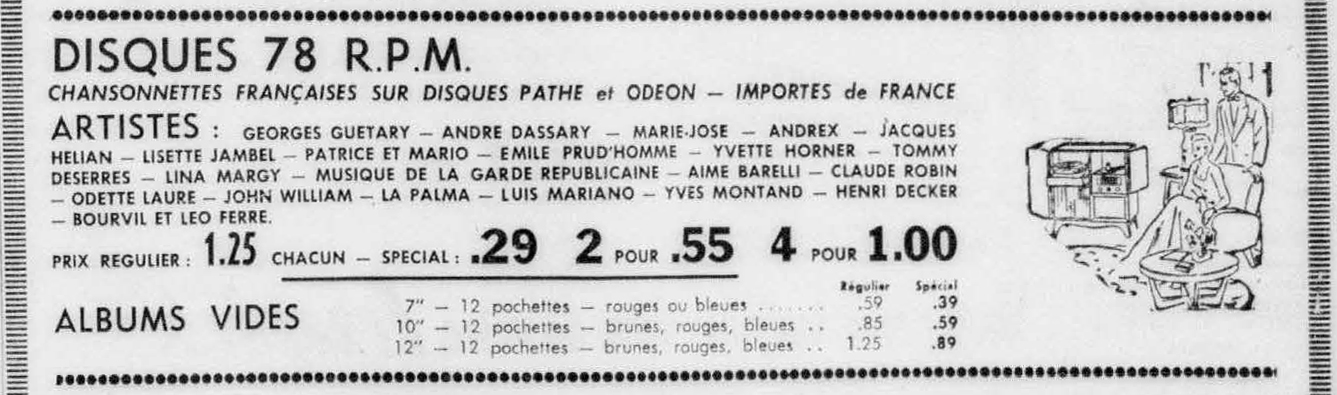 DISQUES 78 R.P.M.
CHANSONNETTES FRANÇAISES SUR DISQUES PATHE et ODEON — IMPORTES de FRANCE
ARTISTES : GEORGES GUETARY — ANDRE DASSARY — MARIE-JOSE — ANDREX — JACQUES
HELIAN — LISETTE JAMBEL — PATRICE ET MARIO — EMILE PRUD'HOMME — YVETTE HORNER — TOMMY
DESERRES — LINA MARGY — MUSIQUE DE LA GARDE REPUBLICAINE — AIME BARELLI — CLAUDE ROBIN
— ODETTE LAURE — JOHN WILLIAM — LA PALMA — LUIS MARIANO — YVES MONTAND — HENRI DECKER
— BOURVIL ET LEO FERRE.
PRIX REGULIER : 1.25 CHACUN — SPECIAL : .29 2 POUR .55 4 POUR 1.00
Régulier Spécial
ALBUMS VIDES 7" — 12 pochettes — rouges ou bleues ....... .59 .39
10" — 12 pochettes — brunes, rouges, bleues .. .85 .59
12" — 12 pochettes — brunes, rouges, bleues .. 1.25 .89